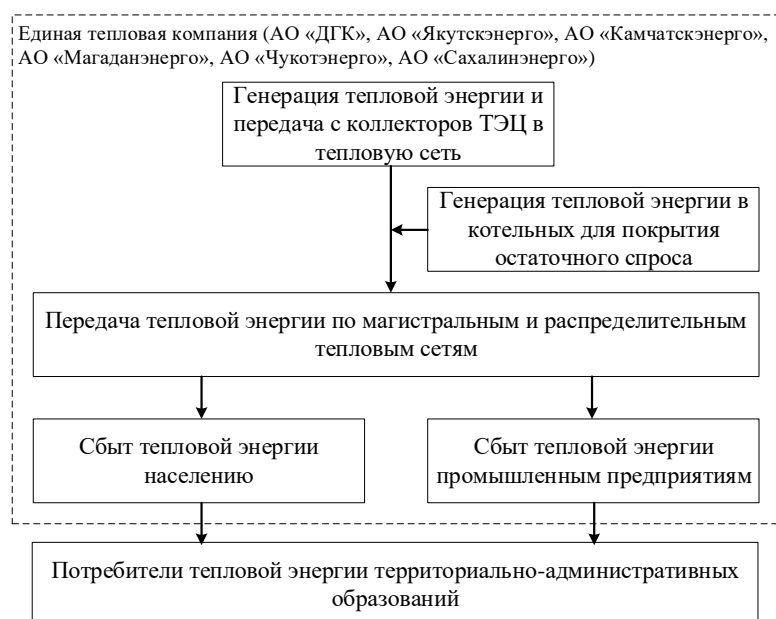 Единая тепловая компания (АО «ДГК», АО «Якутскэнерго», АО «Камчатскэнерго»,
АО «Магаданэнерго», АО «Чукотэнерго», АО «Сахалинэнерго»)
Генерация тепловой энергии и
передача с коллекторов ТЭЦ в
тепловую сеть
Генерация тепловой энергии в
котельных для покрытия
остаточного спроса
Передача тепловой энергии по магистральным и распределительным
тепловым сетям
Сбыт тепловой энергии
населению
Сбыт тепловой энергии
промышленным предприятиям
Потребители тепловой энергии территориально-административных
образований